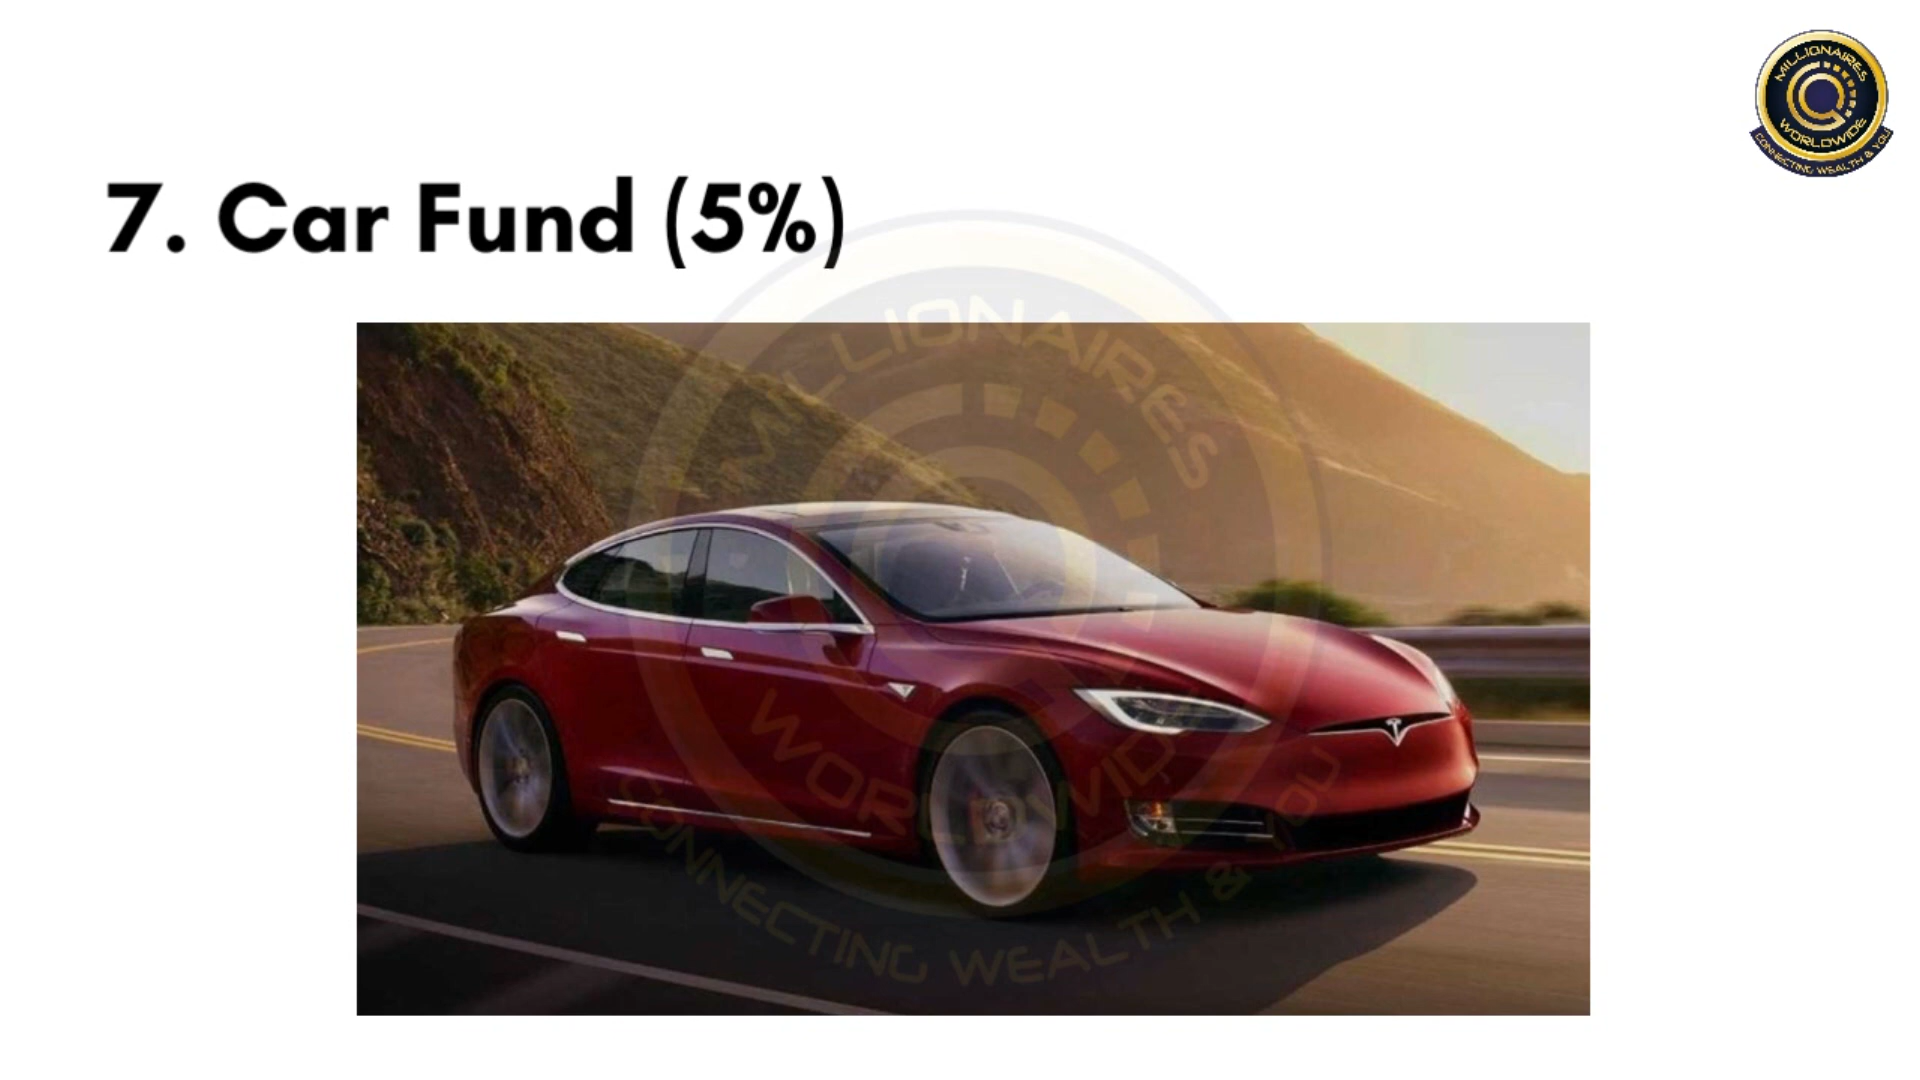 MILLIONAIRES
WORLDWIDE
CONNECTING WEALTH & YOU
7. Car Fund (5%)
MILLIONAIRES
WORLDWIDE
CONNECTING WEALTH & YOU